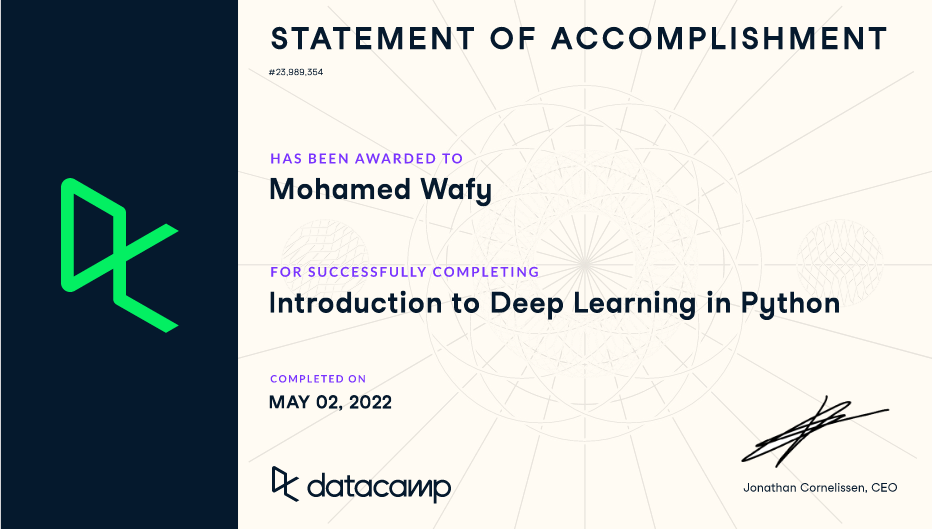 STATEMENT OF ACCOMPLISHMENT
#23,989,354
HAS BEEN AWARDED TO
Mohamed Wafy
FOR SUCCESSFULLY COMPLETING
Introduction to Deep Learning in Python
COMPLETED ON
MAY 02, 2022
datacamp
Jonathan Cornelissen, CEO